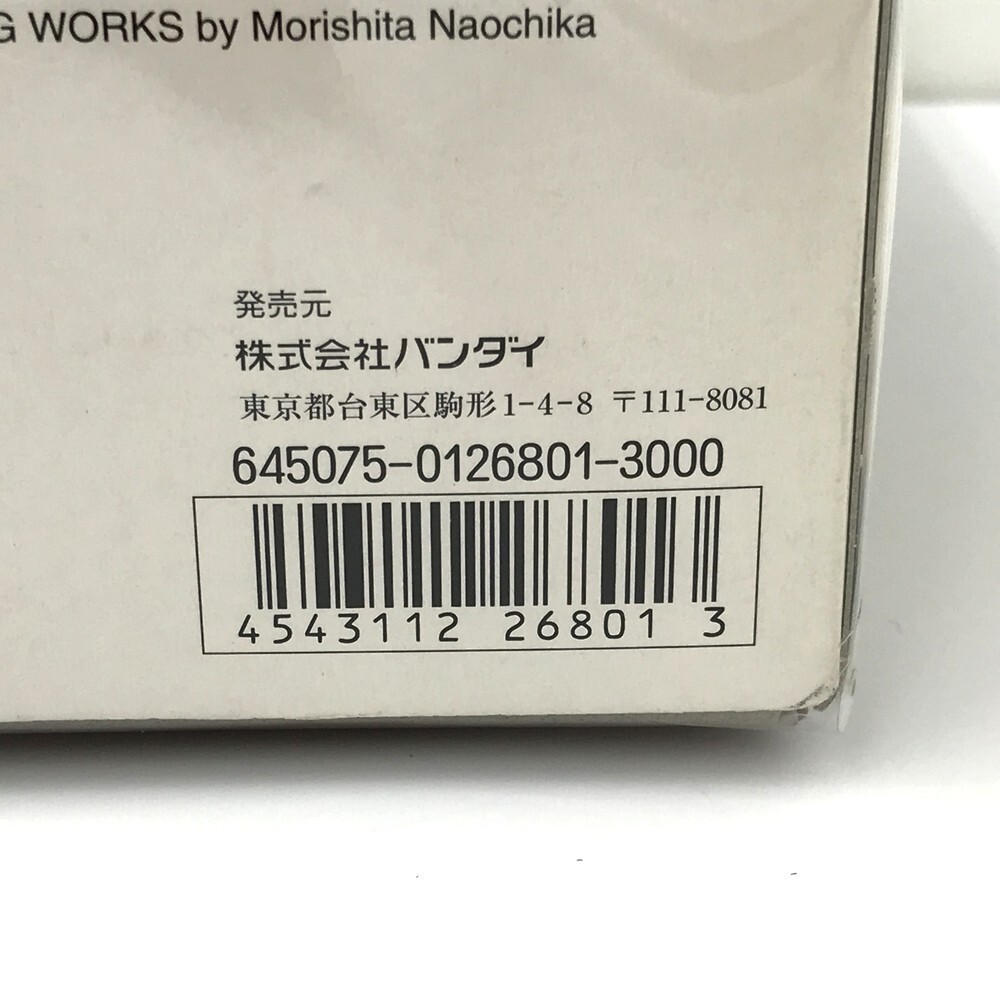 G WORKS by Morishita Naochika
発売元
株式会社バンダイ
東京都台東区駒形1-4-8 〒111-8081
645075-0126801-3000
4543112 26801 3